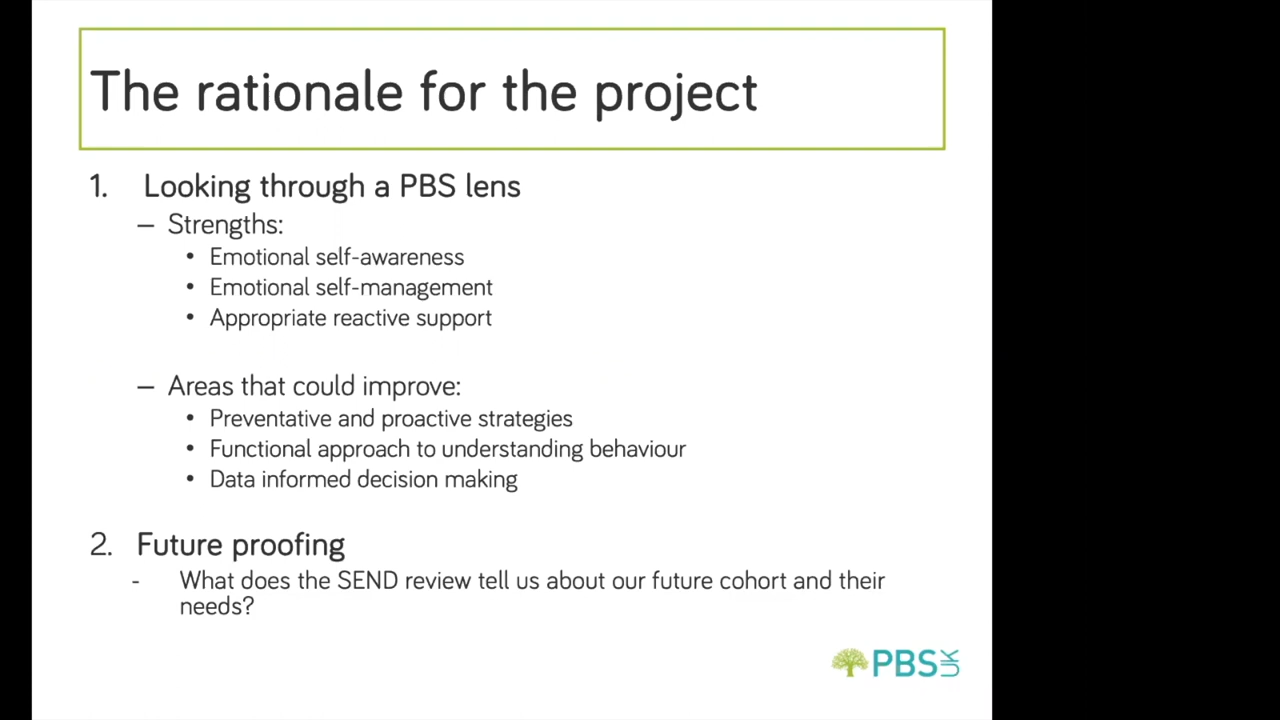 The rationale for the project
1. Looking through a PBS lens
– Strengths:
• Emotional self-awareness
• Emotional self-management
• Appropriate reactive support
– Areas that could improve:
• Preventative and proactive strategies
• Functional approach to understanding behaviour
• Data informed decision making
2. Future proofing
- What does the SEND review tell us about our future cohort and their
needs?
PBS UK